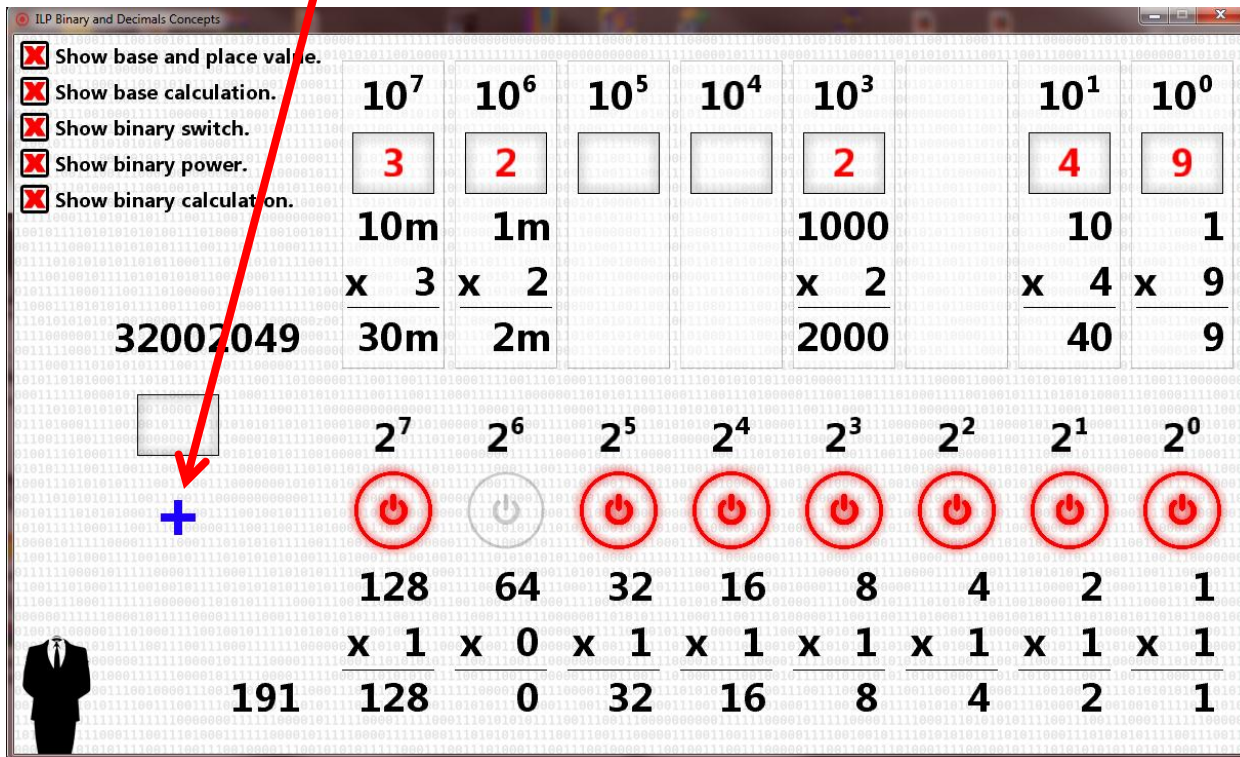 ILP Binary and Decimals Concepts
Show base and place value.
Show base calculation.
Show binary switch.
Show binary power.
Show binary calculation.
10⁷ 10⁶ 10⁵ 10⁴ 10³ 10¹ 10⁰
3 2 2 4 9
10m 1m 1000 10 1
x 3 x 2 x 2 x 4 x 9
32002049 30m 2m 2000 40 9
2⁷ 2⁶ 2⁵ 2⁴ 2³ 2² 2¹ 2⁰
+
128 64 32 16 8 4 2 1
x 1 x 0 x 1 x 1 x 1 x 1 x 1 x 1
191 128 0 32 16 8 4 2 1